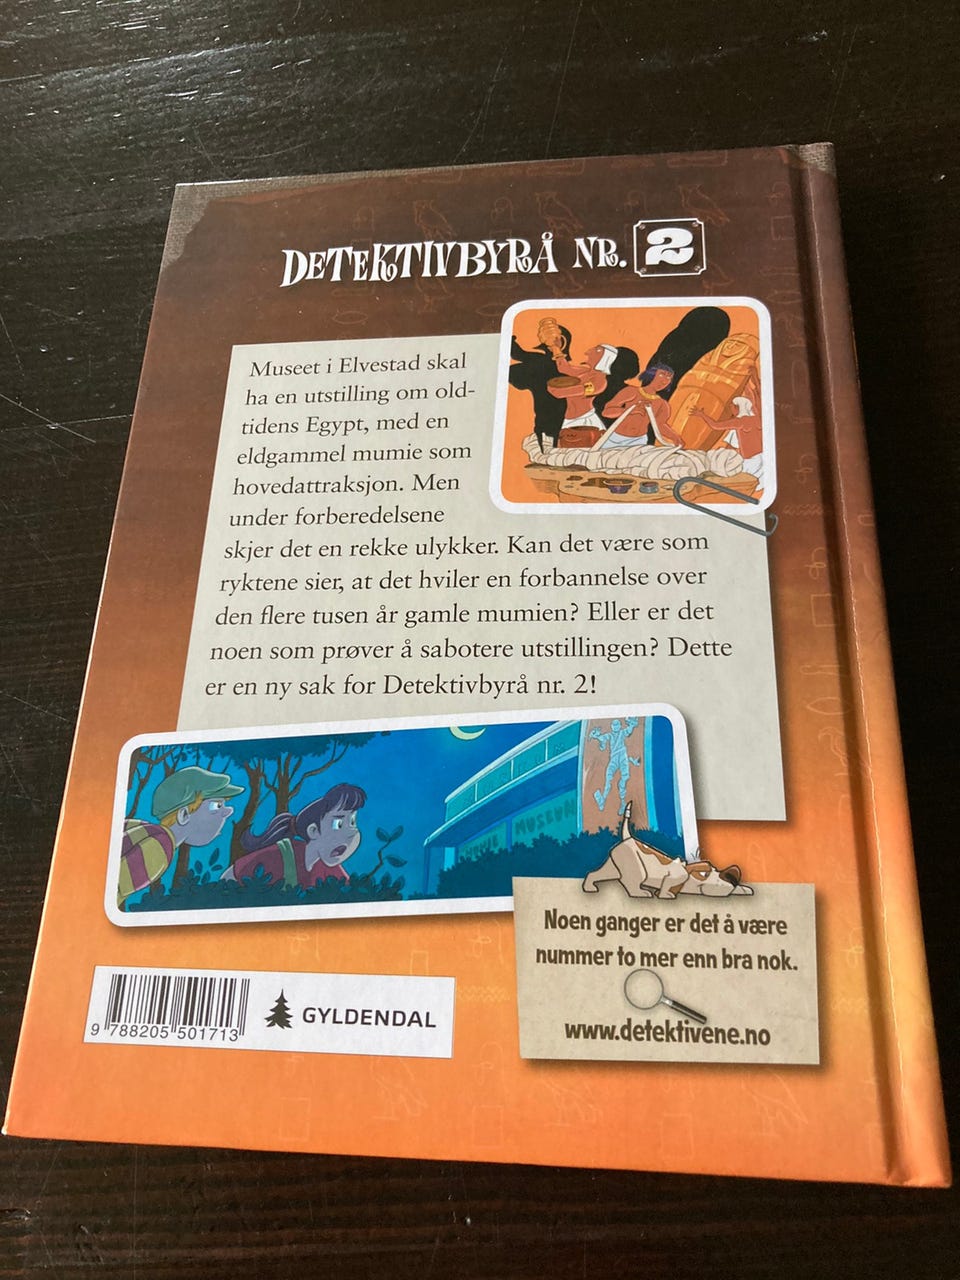 DETEKTIVBYRÅ NR. 2
Museet i Elvestad skal
ha en utstilling om old-
tidens Egypt, med en
eldgammel mumie som
hovedattraksjon. Men
under forberedelsene
skjer det en rekke ulykker. Kan det være som
ryktene sier, at det hviler en forbannelse over
den flere tusen år gamle mumien? Eller er det
noen som prøver å sabotere utstillingen? Dette
er en ny sak for Detektivbyrå nr. 2!
MUSEUM
Noen ganger er det å være
nummer to mer enn bra nok.
www.detektivene.no
9 788205 501713
GYLDENDAL